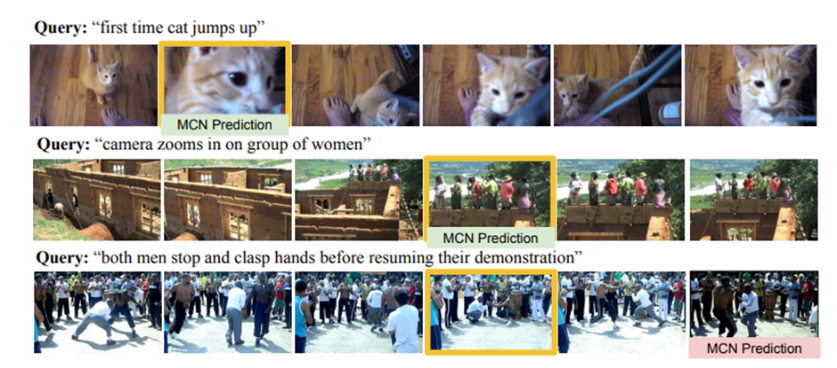 Query: “first time cat jumps up”
MCN Prediction
Query: “camera zooms in on group of women”
MCN Prediction
Query: “both men stop and clasp hands before resuming their demonstration”
MCN Prediction